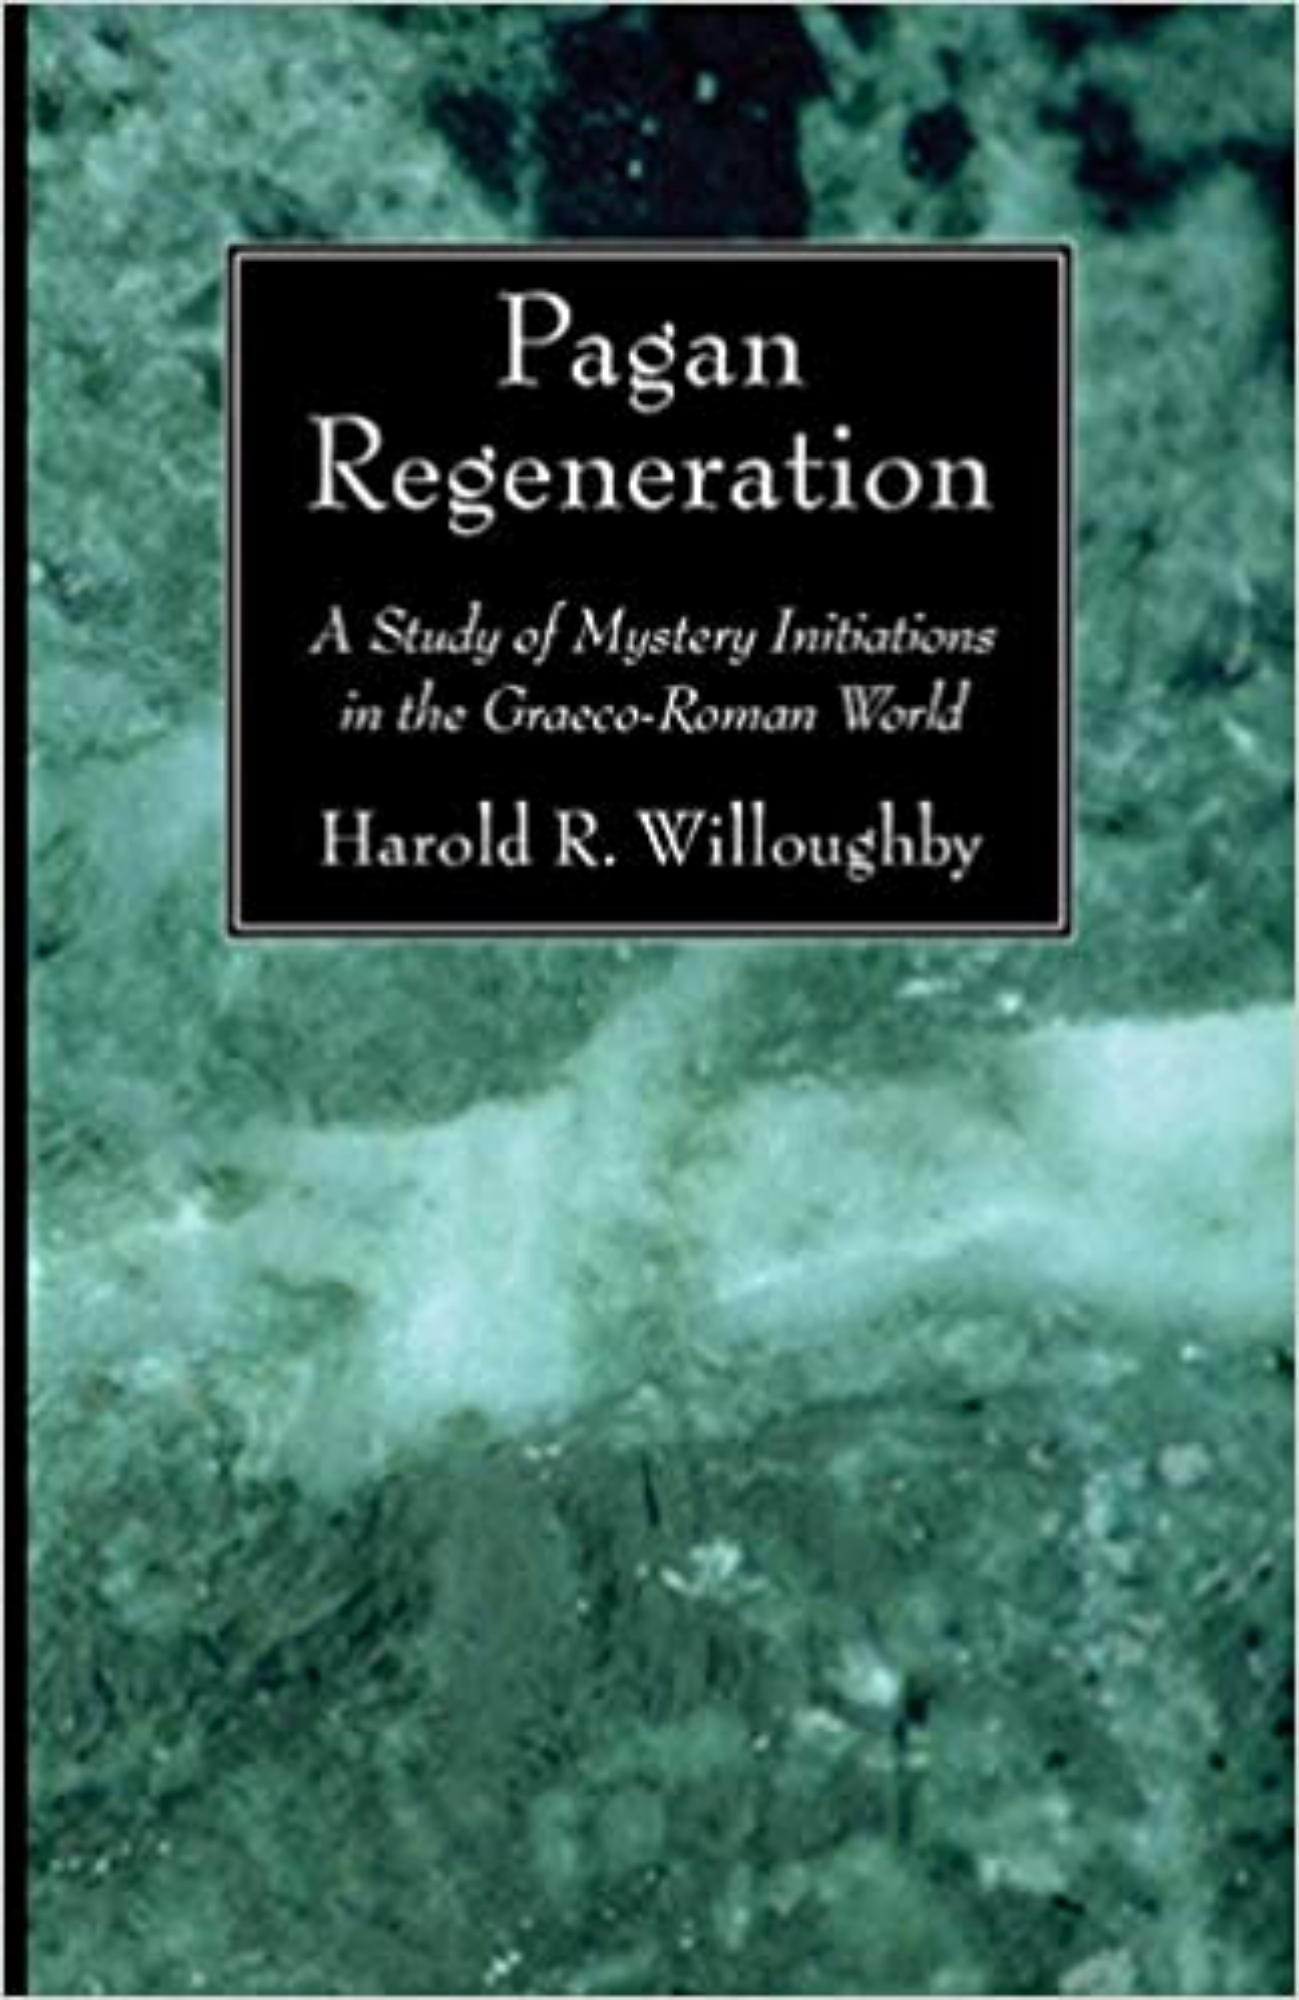 Pagan
Regeneration
A Study of Mystery Initiations
in the Graeco-Roman World
Harold R. Willoughby